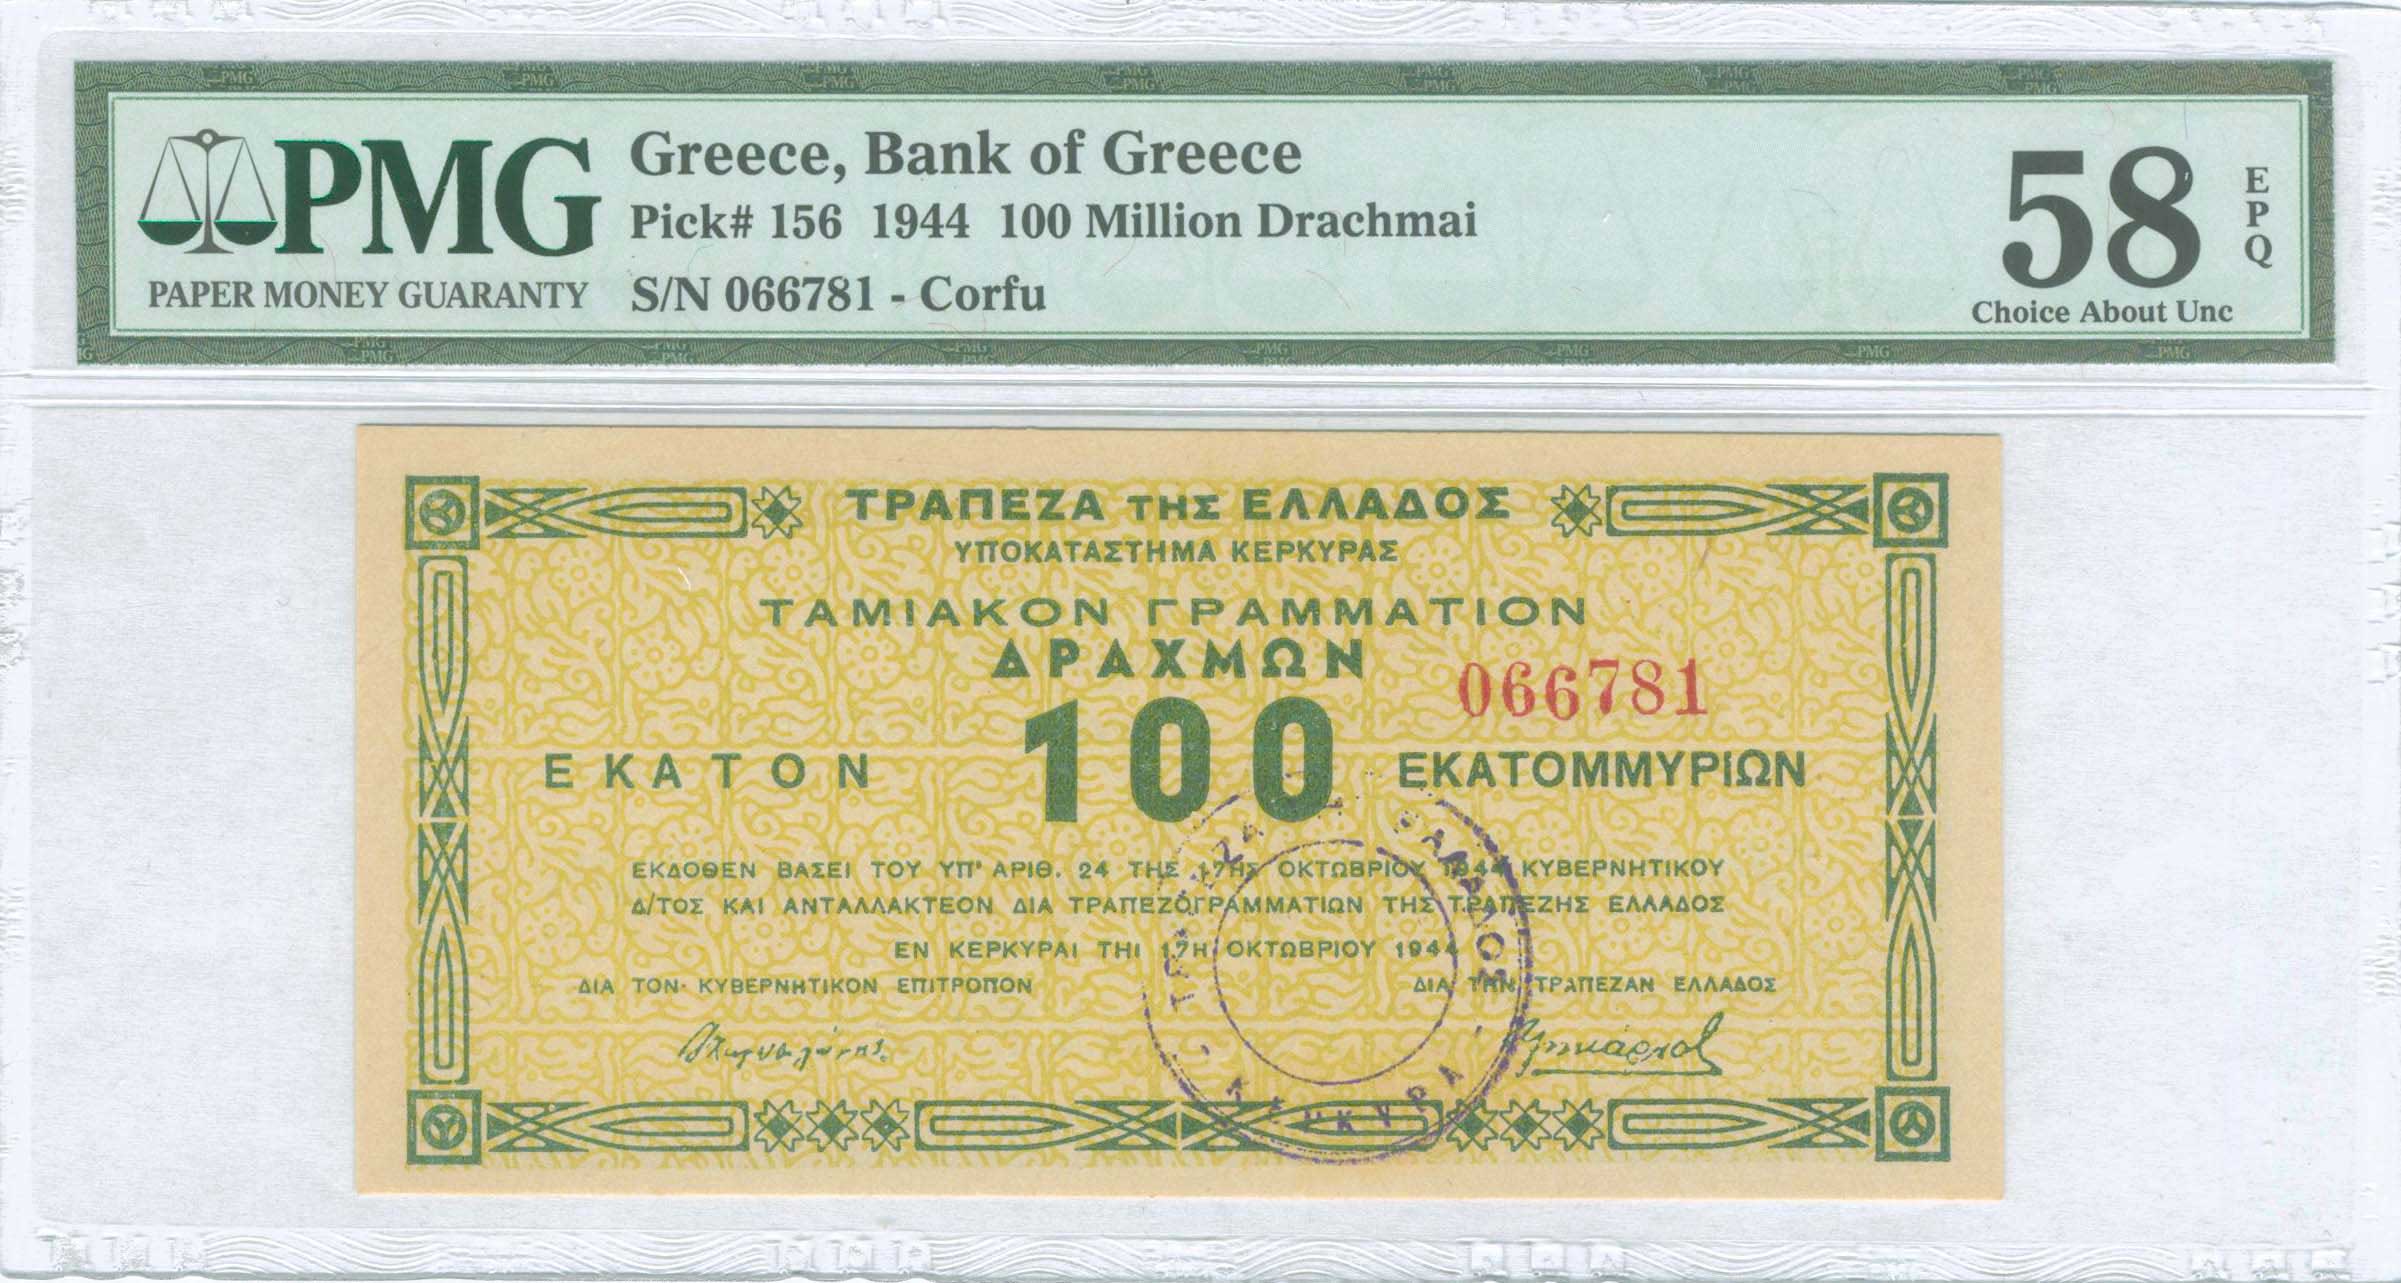 PMG
PAPER MONEY GUARANTY
Greece, Bank of Greece
Pick# 156 1944 100 Million Drachmai
S/N 066781 - Corfu
58
EPQ
Choice About Unc
ΤΡΑΠΕΖΑ ΤΗΣ ΕΛΛΑΔΟΣ
ΥΠΟΚΑΤΑΣΤΗΜΑ ΚΕΡΚΥΡΑΣ
ΤΑΜΙΑΚΟΝ ΓΡΑΜΜΑΤΙΟΝ
ΔΡΑΧΜΩΝ
066781
ΕΚΑΤΟΝ 100 ΕΚΑΤΟΜΜΥΡΙΩΝ
ΕΚΔΟΘΕΝ ΒΑΣΕΙ ΤΟΥ ΥΠ' ΑΡΙΘ. 24 ΤΗΣ 17ΗΣ ΟΚΤΩΒΡΙΟΥ 1944 ΚΥΒΕΡΝΗΤΙΚΟΥ
Δ/ΤΟΣ ΚΑΙ ΑΝΤΑΛΛΑΚΤΕΟΝ ΔΙΑ ΤΡΑΠΕΖΟΓΡΑΜΜΑΤΙΩΝ ΤΗΣ ΤΡΑΠΕΖΗΣ ΕΛΛΑΔΟΣ
ΕΝ ΚΕΡΚΥΡΑΙ ΤΗΙ 17Η ΟΚΤΩΒΡΙΟΥ 1944
ΔΙΑ ΤΟΝ· ΚΥΒΕΡΝΗΤΙΚΟΝ ΕΠΙΤΡΟΠΟΝ
ΔΙΑ ΤΗΝ ΤΡΑΠΕΖΑΝ ΕΛΛΑΔΟΣ
ΤΡΑΠΕΖΑ ΕΛΛΑΔΟΣ
- ΚΕΡΚΥΡΑ -